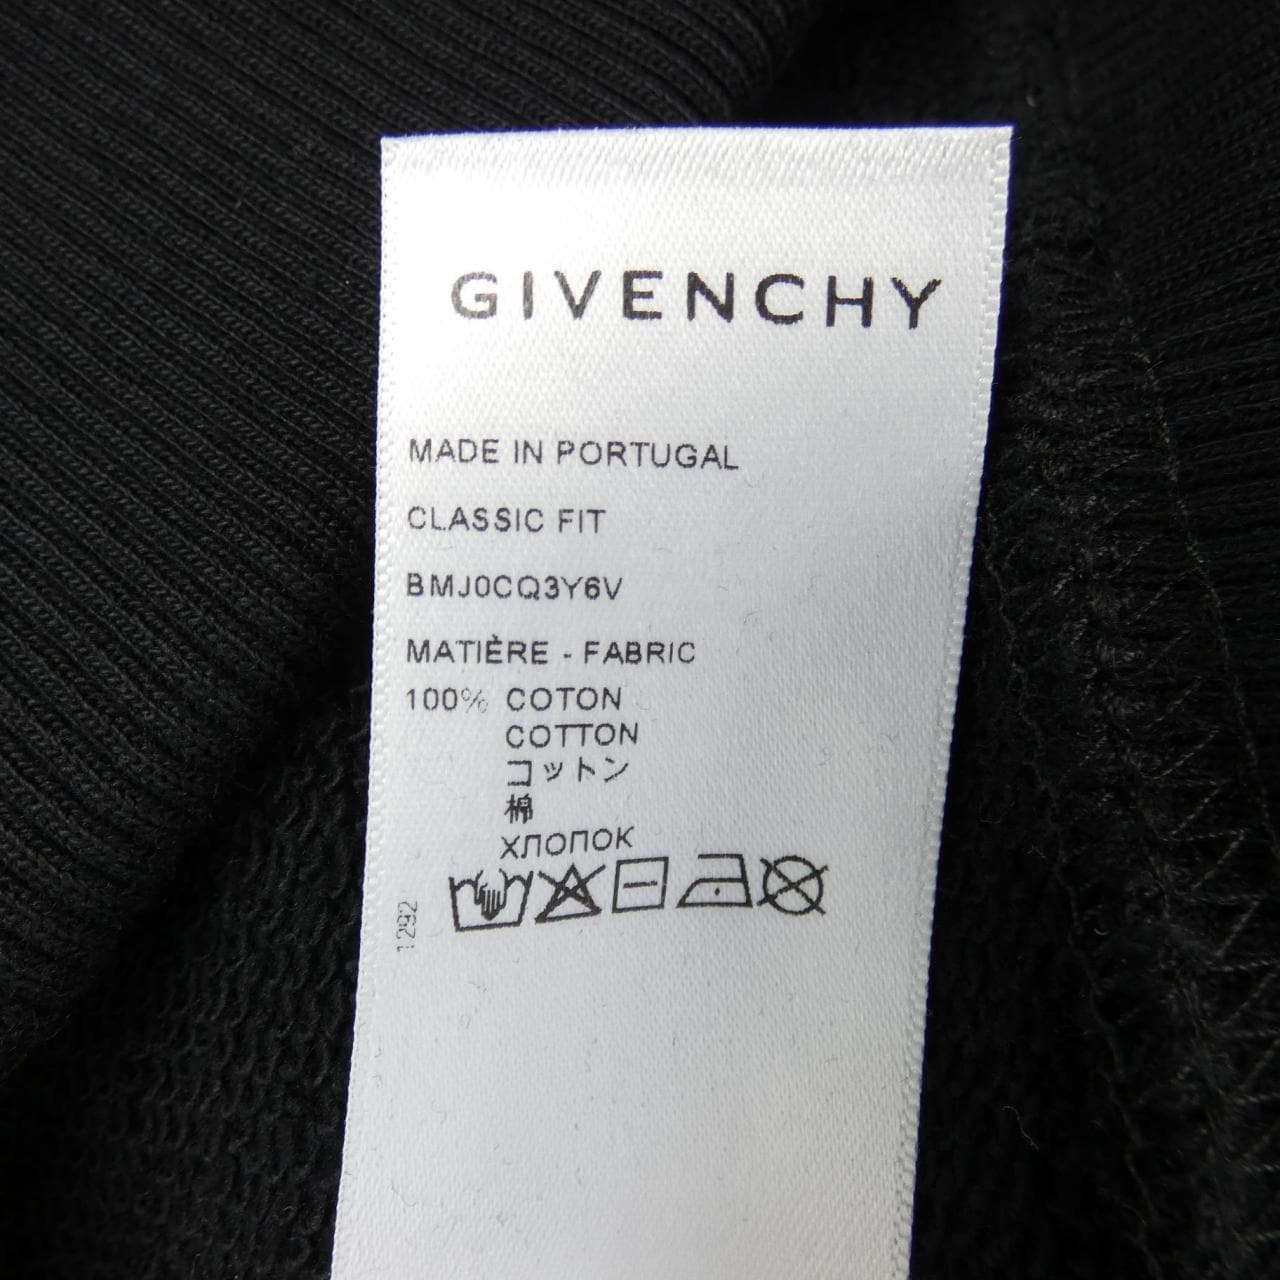 GIVENCHY
MADE IN PORTUGAL
CLASSIC FIT
BMJ0CQ3Y6V
MATIÈRE - FABRIC
100% COTON
COTTON
コットン
棉
ХЛОПОК
1292